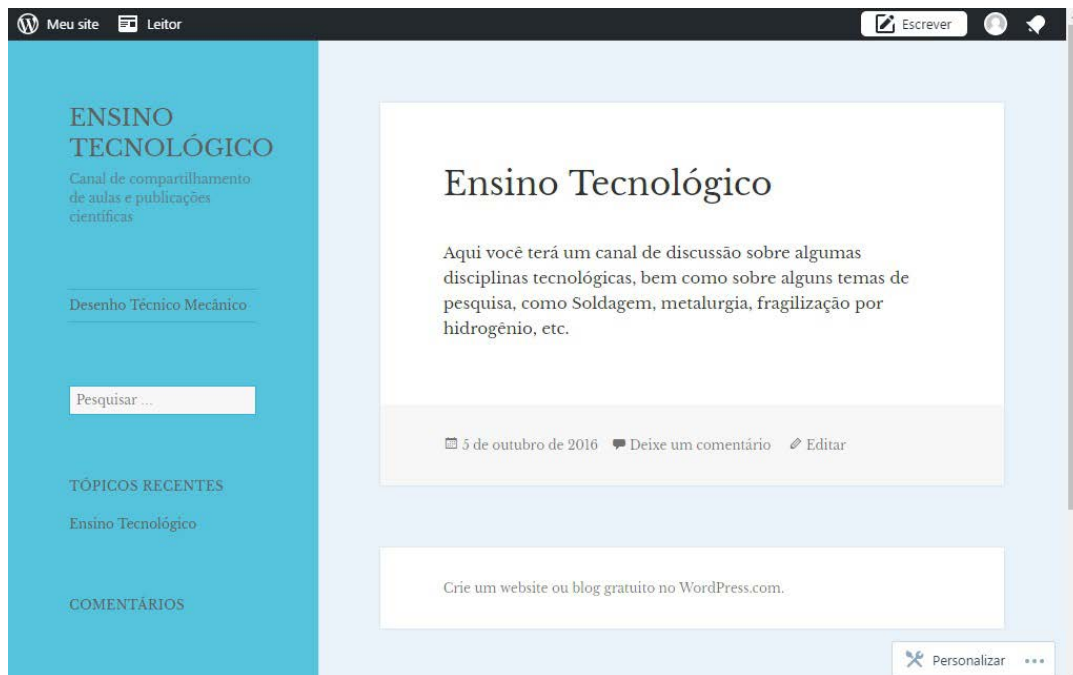 Meu site
Leitor
Escrever
ENSINO
TECNOLÓGICO
Canal de compartilhamento
de aulas e publicações
científicas
Desenho Técnico Mecânico
Pesquisar ...
TÓPICOS RECENTES
Ensino Tecnológico
COMENTÁRIOS
Ensino Tecnológico
Aqui você terá um canal de discussão sobre algumas
disciplinas tecnológicas, bem como sobre alguns temas de
pesquisa, como Soldagem, metalurgia, fragilização por
hidrogênio, etc.
5 de outubro de 2016 Deixe um comentário Editar
Crie um website ou blog gratuito no WordPress.com.
Personalizar